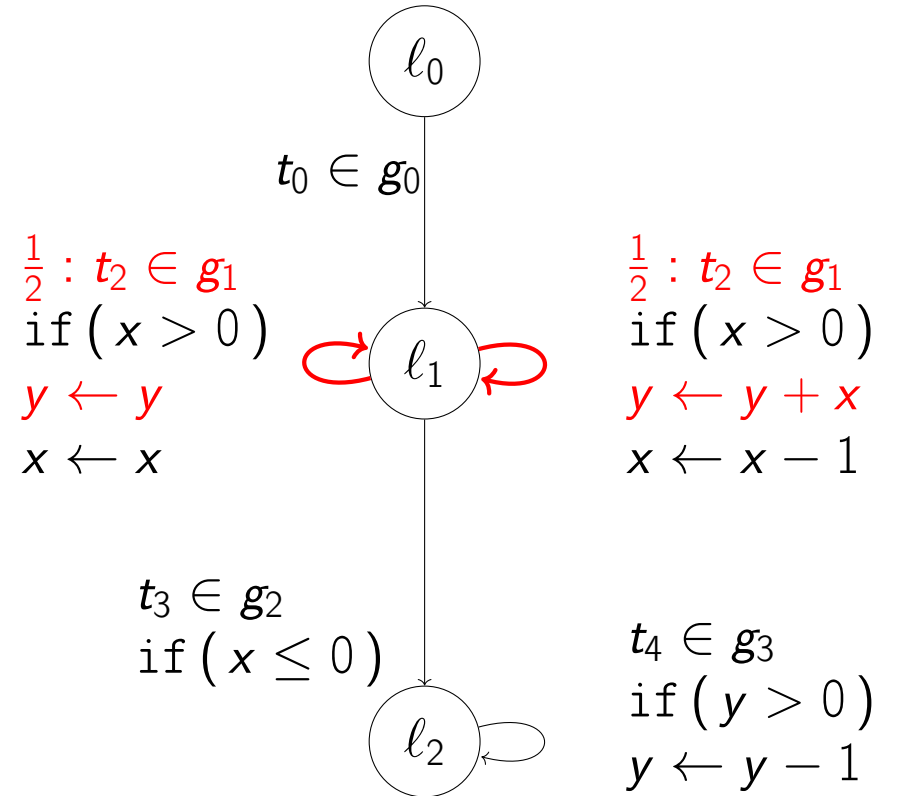 ℓ₀
t₀ ∈ g₀
½ : t₂ ∈ g₁
if ( x > 0 )
y ← y
x ← x
ℓ₁
½ : t₂ ∈ g₁
if ( x > 0 )
y ← y + x
x ← x − 1
t₃ ∈ g₂
if ( x ≤ 0 )
ℓ₂
t₄ ∈ g₃
if ( y > 0 )
y ← y − 1